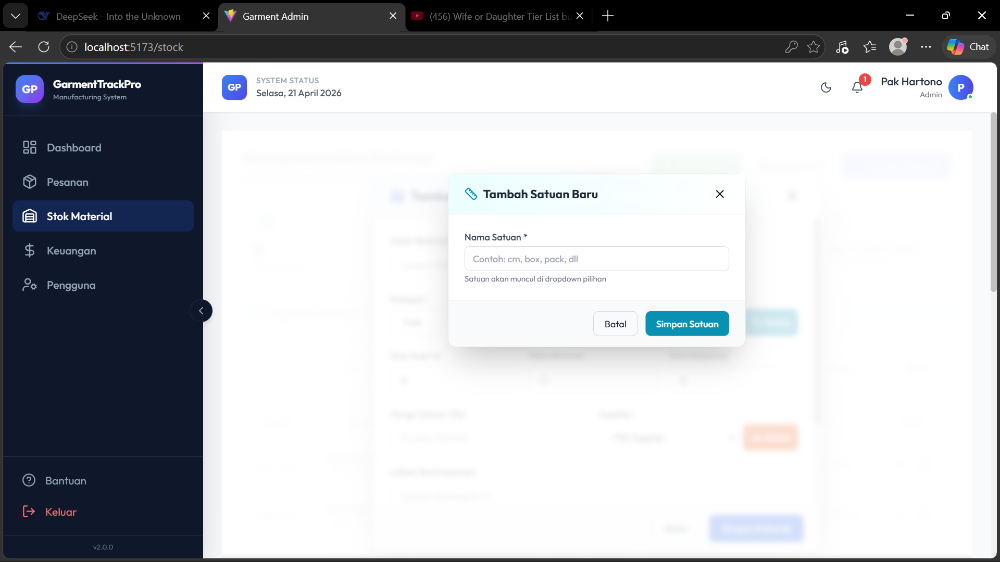 DeepSeek - Into the Unknown
Garment Admin
(456) Wife or Daughter Tier List bu
localhost:5173/stock
Chat
GP
GarmentTrackPro
Manufacturing System
GP
SYSTEM STATUS
Selasa, 21 April 2026
1
Pak Hartono
Admin
P
Dashboard
Pesanan
Stok Material
Keuangan
Pengguna
Bantuan
Keluar
v2.0.0
Tambah Satuan Baru
Nama Satuan *
Contoh: cm, box, pack, dll
Satuan akan muncul di dropdown pilihan
Batal
Simpan Satuan